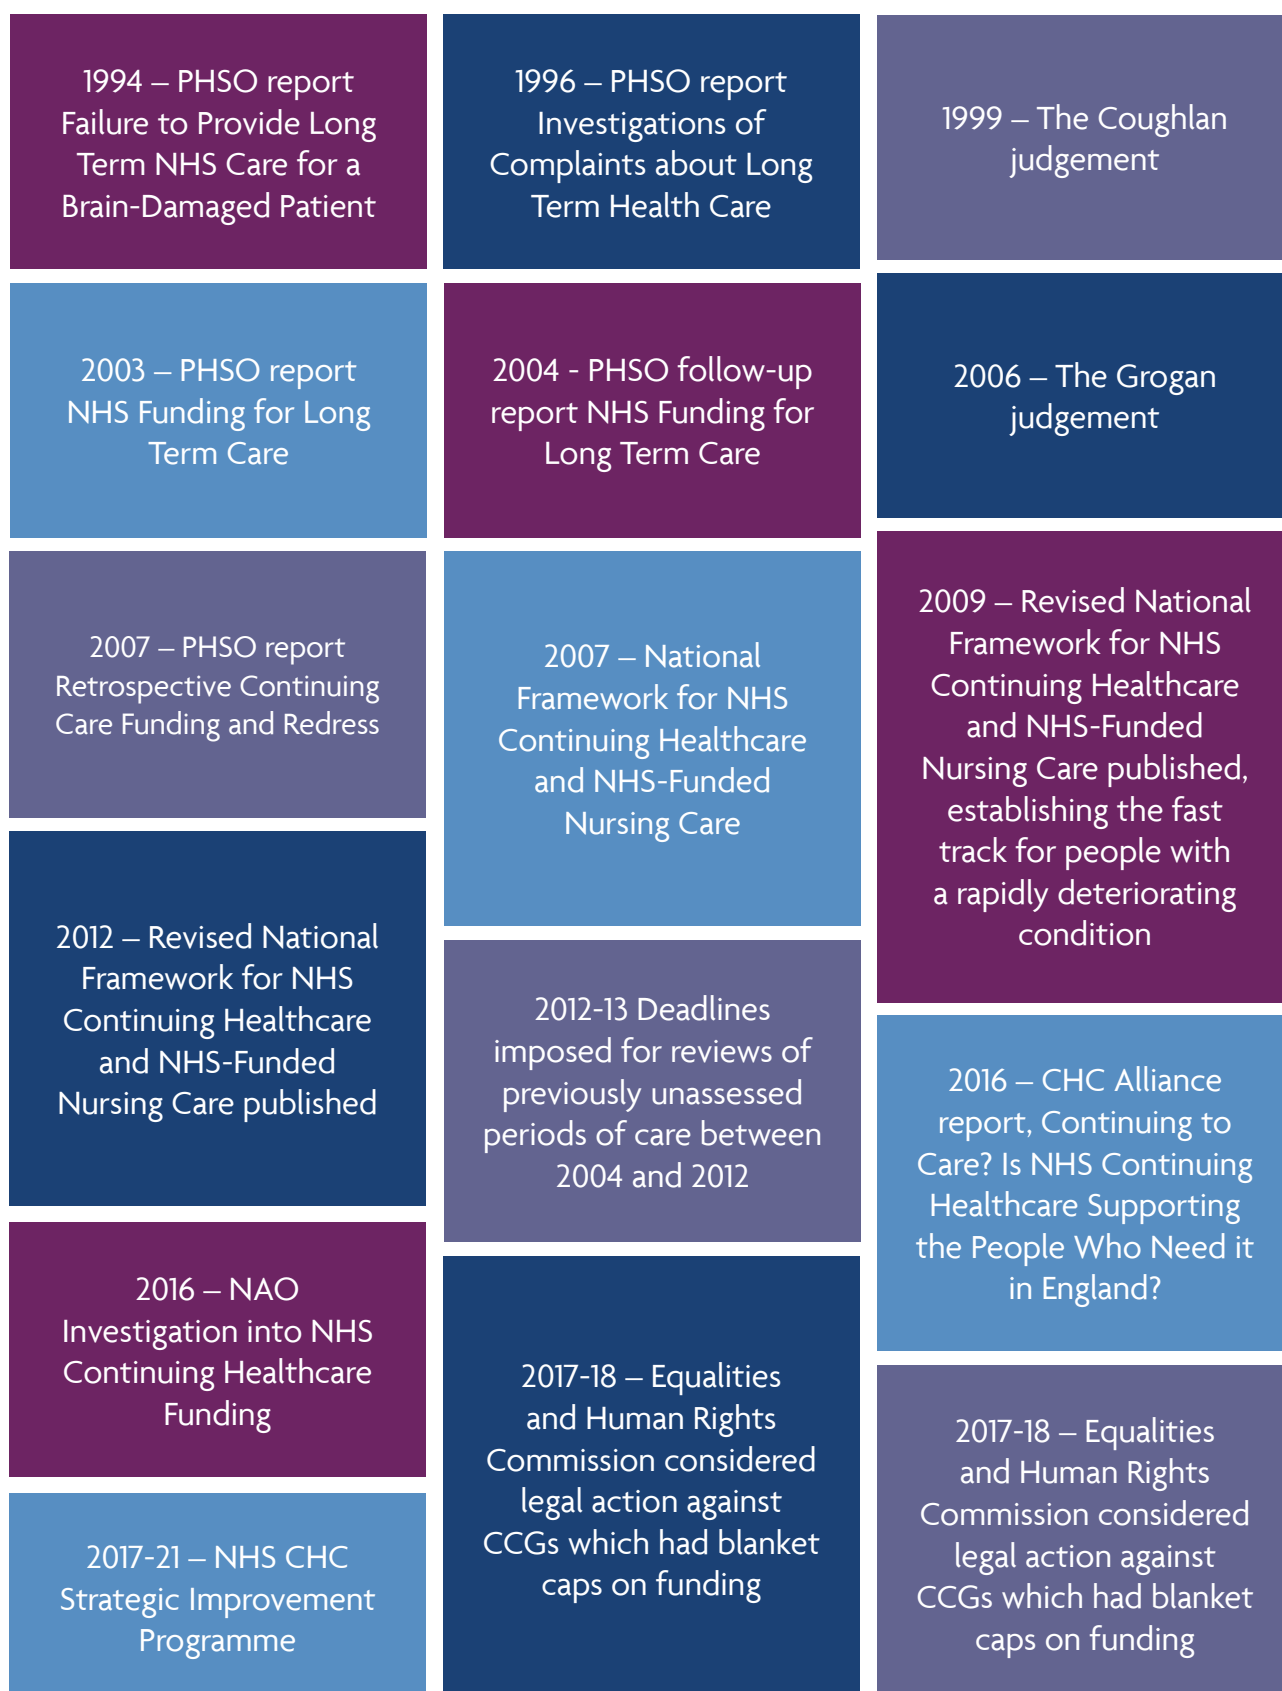 1994 – PHSO report
Failure to Provide Long
Term NHS Care for a
Brain-Damaged Patient
1996 – PHSO report
Investigations of
Complaints about Long
Term Health Care
1999 – The Coughlan
judgement
2003 – PHSO report
NHS Funding for Long
Term Care
2004 - PHSO follow-up
report NHS Funding for
Long Term Care
2006 – The Grogan
judgement
2007 – PHSO report
Retrospective Continuing
Care Funding and Redress
2007 – National
Framework for NHS
Continuing Healthcare
and NHS-Funded
Nursing Care
2009 – Revised National
Framework for NHS
Continuing Healthcare
and NHS-Funded
Nursing Care published,
establishing the fast
track for people with
a rapidly deteriorating
condition
2012 – Revised National
Framework for NHS
Continuing Healthcare
and NHS-Funded
Nursing Care published
2012-13 Deadlines
imposed for reviews of
previously unassessed
periods of care between
2004 and 2012
2016 – CHC Alliance
report, Continuing to
Care? Is NHS Continuing
Healthcare Supporting
the People Who Need it
in England?
2016 – NAO
Investigation into NHS
Continuing Healthcare
Funding
2017-18 – Equalities
and Human Rights
Commission considered
legal action against
CCGs which had blanket
caps on funding
2017-18 – Equalities
and Human Rights
Commission considered
legal action against
CCGs which had blanket
caps on funding
2017-21 – NHS CHC
Strategic Improvement
Programme